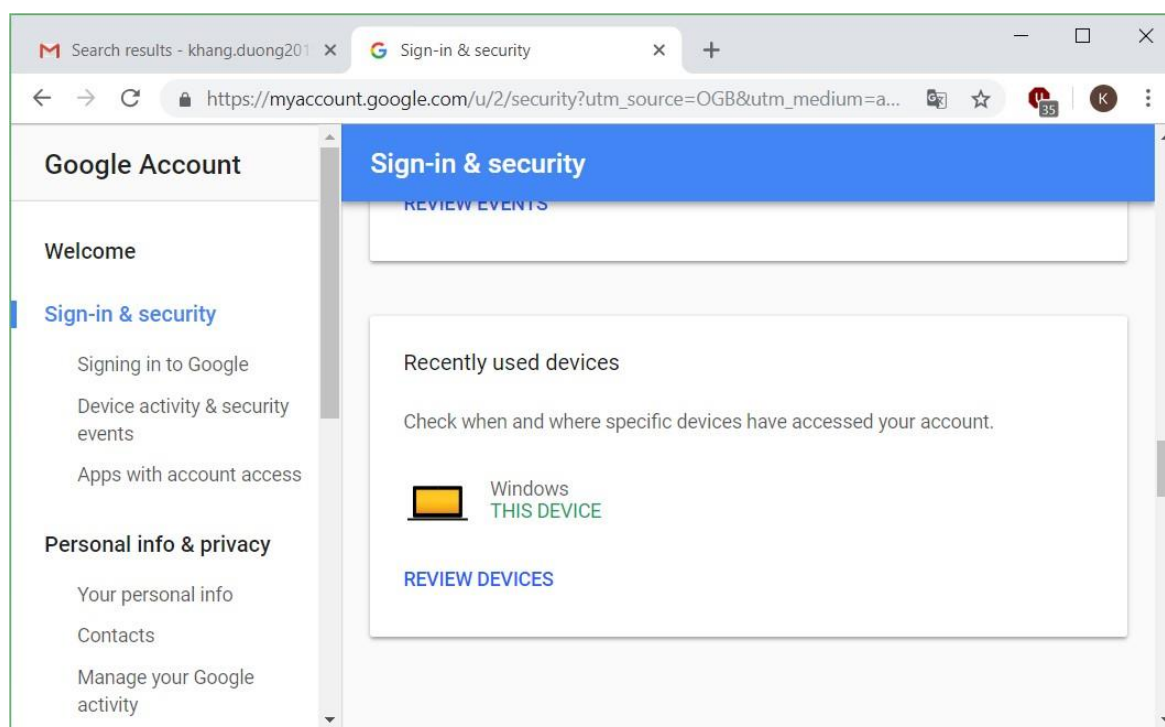 Search results - khang.duong201
Sign-in & security
https://myaccount.google.com/u/2/security?utm_source=OGB&utm_medium=a...
35
K
Google Account
Sign-in & security
REVIEW EVENTS
Welcome
Sign-in & security
Signing in to Google
Device activity & security
events
Apps with account access
Personal info & privacy
Your personal info
Contacts
Manage your Google
activity
Recently used devices
Check when and where specific devices have accessed your account.
Windows
THIS DEVICE
REVIEW DEVICES